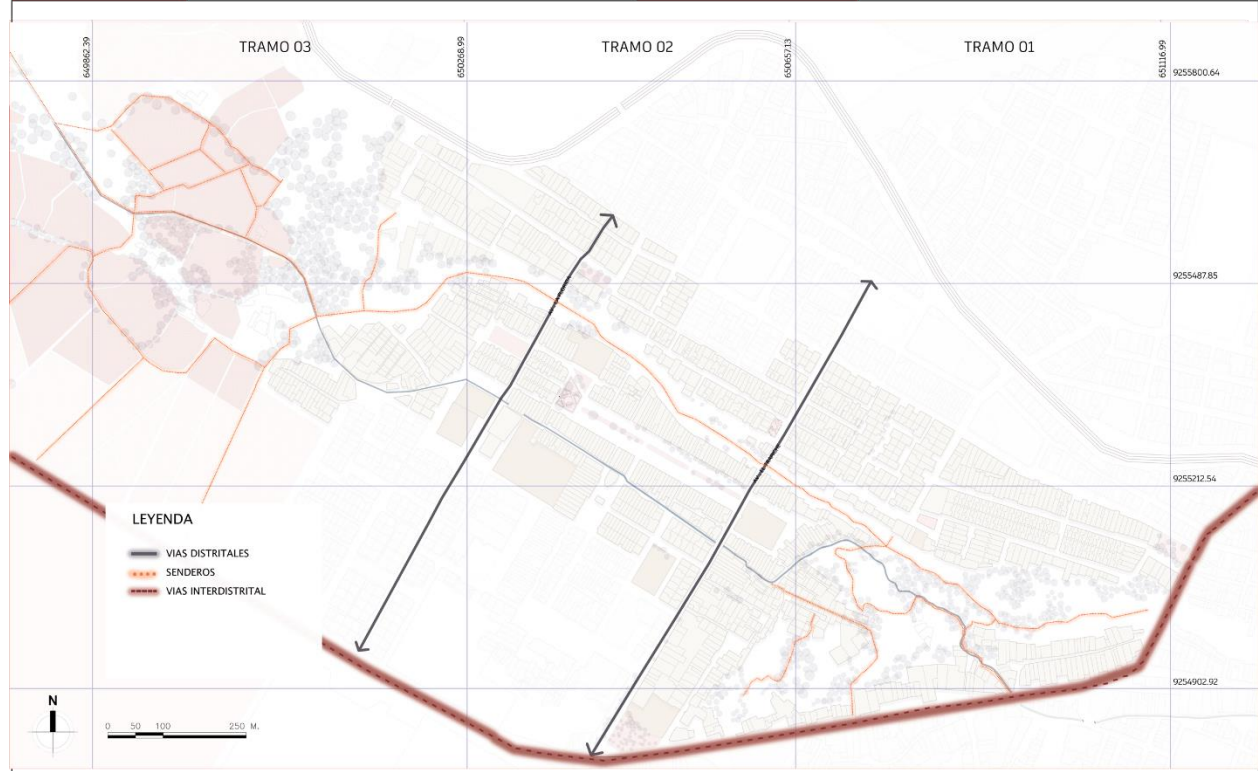 TRAMO 03
TRAMO 02
TRAMO 01
649862.39
650268.99
650657.13
651116.99
9255800.64
9255487.85
9255212.54
LEYENDA
VIAS DISTRITALES
SENDEROS
VIAS INTERDISTRITAL
9254902.92
N
0 50 100 250 M.